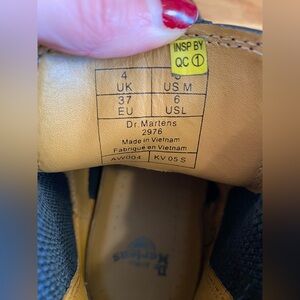 INSP BY
QC 1
4
UK US M
37 6
EU USL
Dr.Martens
2976
Made in Vietnam
Fabrique en Vietnam
AW004 KV 05 S
Dr.
Martens